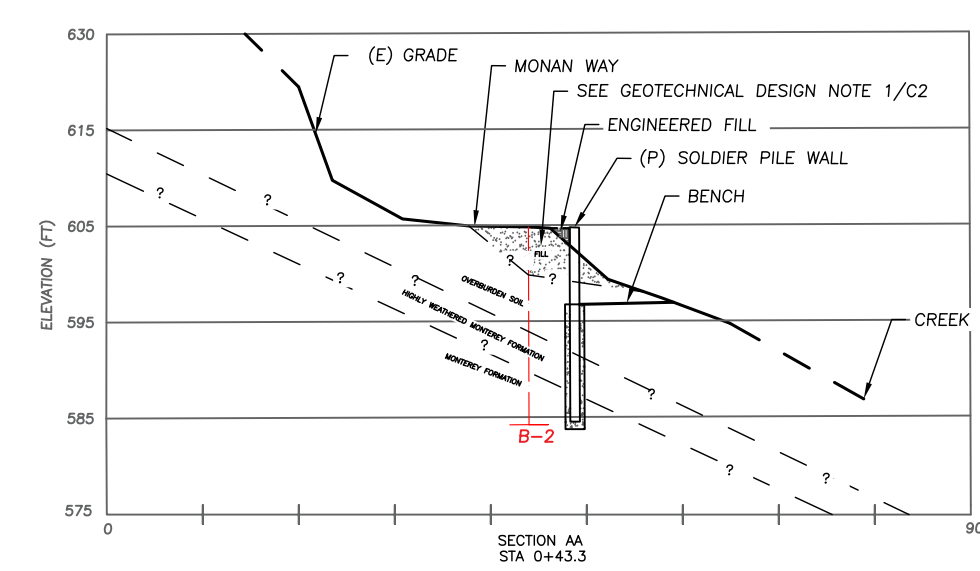 630
(E) GRADE
MONAN WAY
SEE GEOTECHNICAL DESIGN NOTE 1/C2
615
ENGINEERED FILL
(P) SOLDIER PILE WALL
BENCH
?
?
605
ELEVATION (FT)
FILL
?
?
?
?
OVERBURDEN SOIL
HIGHLY WEATHERED MONTEREY FORMATION
?
MONTEREY FORMATION
595
CREEK
?
585
B-2
?
?
575
0
90
SECTION AA
STA 0+43.3